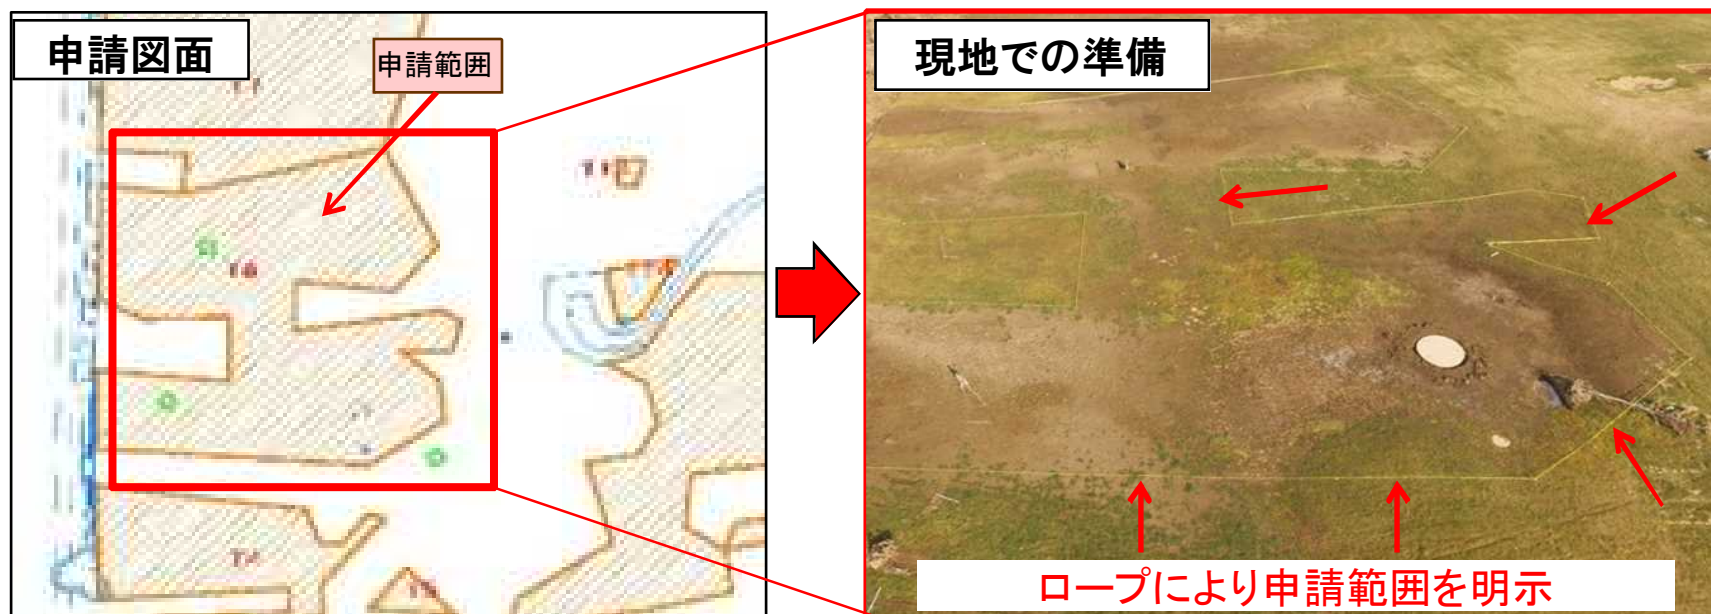 申請図面
申請範囲
現地での準備
ロープにより申請範囲を明示